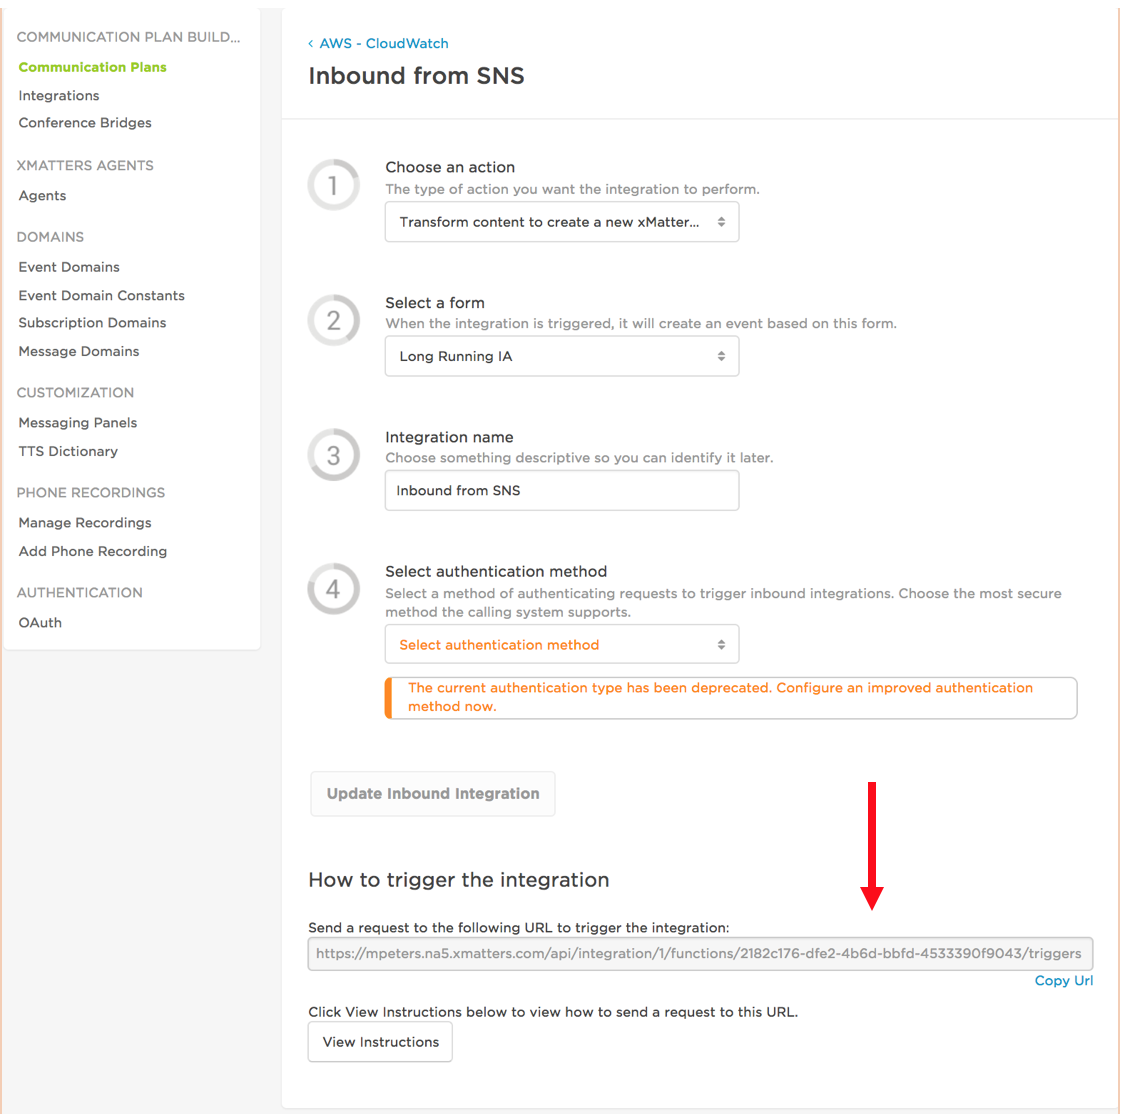 COMMUNICATION PLAN BUILD...
Communication Plans
Integrations
Conference Bridges
XMATTERS AGENTS
Agents
DOMAINS
Event Domains
Event Domain Constants
Subscription Domains
Message Domains
CUSTOMIZATION
Messaging Panels
TTS Dictionary
PHONE RECORDINGS
Manage Recordings
Add Phone Recording
AUTHENTICATION
OAuth
< AWS - CloudWatch
Inbound from SNS
1
Choose an action
The type of action you want the integration to perform.
Transform content to create a new xMatter...
2
Select a form
When the integration is triggered, it will create an event based on this form.
Long Running IA
3
Integration name
Choose something descriptive so you can identify it later.
Inbound from SNS
4
Select authentication method
Select a method of authenticating requests to trigger inbound integrations. Choose the most secure
method the calling system supports.
Select authentication method
The current authentication type has been deprecated. Configure an improved authentication
method now.
Update Inbound Integration
How to trigger the integration
Send a request to the following URL to trigger the integration:
https://mpeters.na5.xmatters.com/api/integration/1/functions/2182c176-dfe2-4b6d-bbfd-4533390f9043/triggers
Copy Url
Click View Instructions below to view how to send a request to this URL.
View Instructions